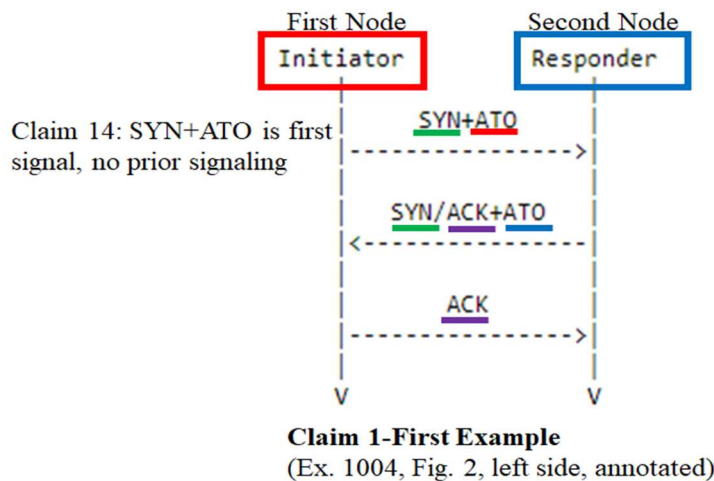 First Node Second Node
Initiator Responder
SYN+ATO
Claim 14: SYN+ATO is first
signal, no prior signaling
SYN/ACK+ATO
ACK
V V
Claim 1-First Example
(Ex. 1004, Fig. 2, left side, annotated)